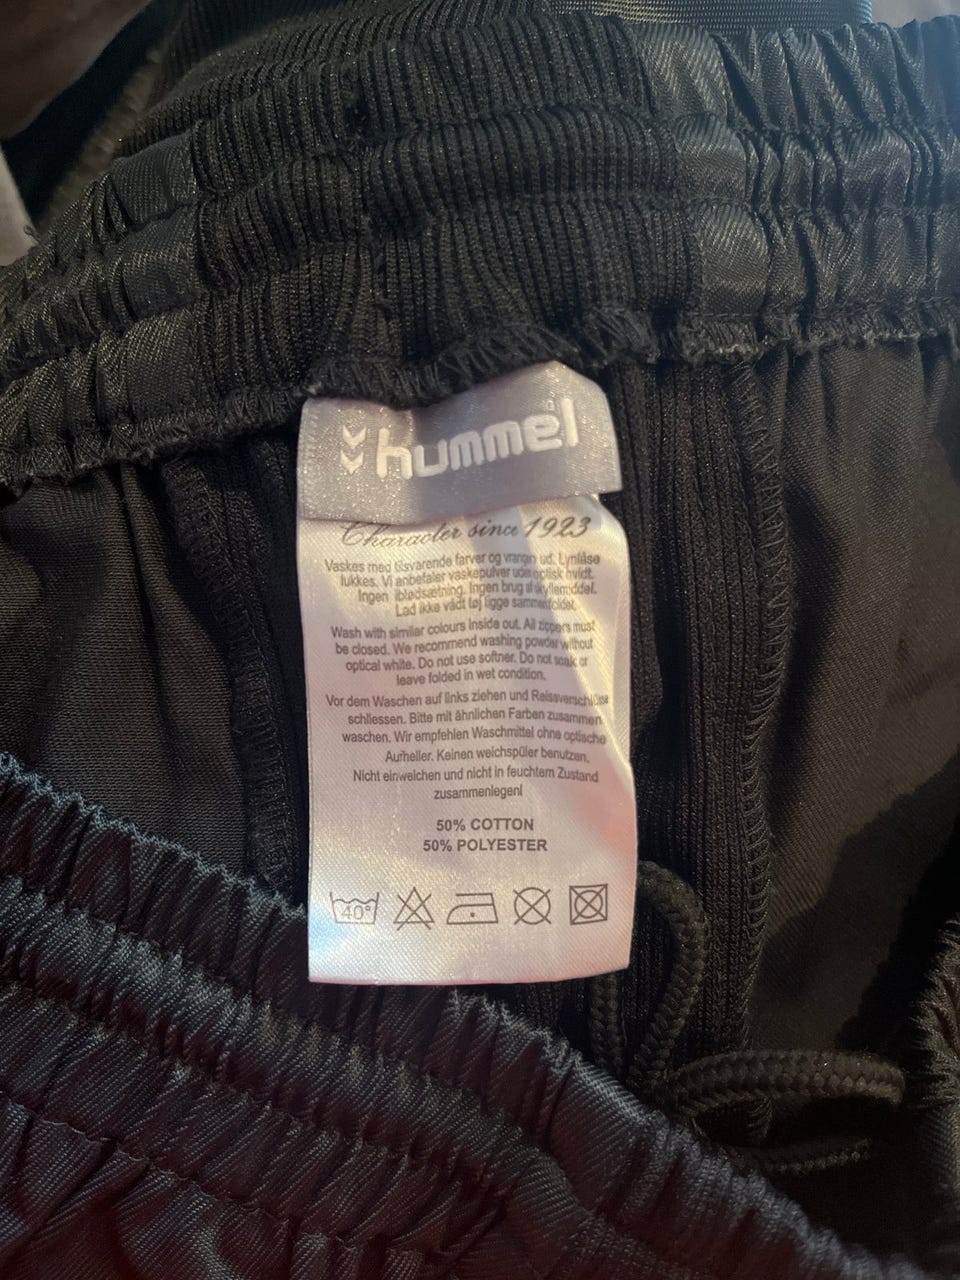 hummel
Character since 1923
Vaskes med tilsvarende farver og vrangen ud. Lynlåse
lukkes. Vi anbefaler vaskepulver uden optisk hvidt.
Ingen iblødsætning. Ingen brug af skyllemiddel.
Lad ikke vådt tøj ligge sammenfoldet.
Wash with similar colours inside out. All zippers must
be closed. We recommend washing powder without
optical white. Do not use softner. Do not soak or
leave folded in wet condition.
Vor dem Waschen auf links ziehen und Reissverschlüsse
schliessen. Bitte mit ähnlichen Farben zusammen
waschen. Wir empfehlen Waschmittel ohne optische
Aufheller. Keinen weichspüler benutzen.
Nicht einweichen und nicht in feuchtem Zustand
zusammenlegen!
50% COTTON
50% POLYESTER
40°